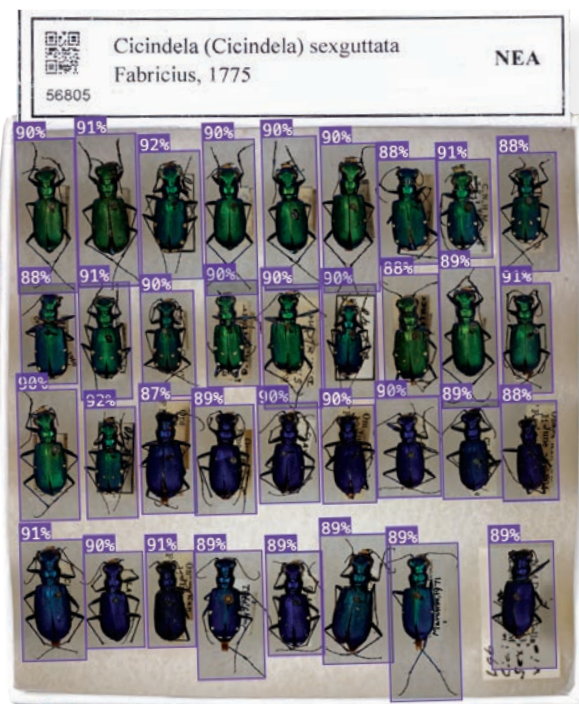 Cicindela (Cicindela) sexguttata
NEA
Fabricius, 1775
56805
90% 91% 92% 90% 90% 90% 88% 91% 88%
88% 91% 90% 90% 90% 90% 88% 89% 91%
90% 92% 87% 89% 90% 90% 90% 89% 88%
91% 90% 91% 89% 89% 89% 89% 89%